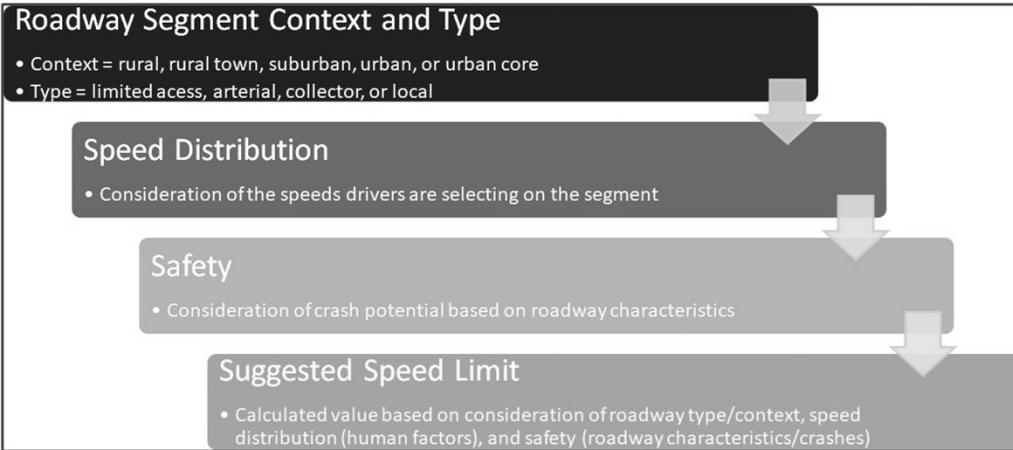 Roadway Segment Context and Type
• Context = rural, rural town, suburban, urban, or urban core
• Type = limited acess, arterial, collector, or local
Speed Distribution
• Consideration of the speeds drivers are selecting on the segment
Safety
• Consideration of crash potential based on roadway characteristics
Suggested Speed Limit
• Calculated value based on consideration of roadway type/context, speed
distribution (human factors), and safety (roadway characteristics/crashes)